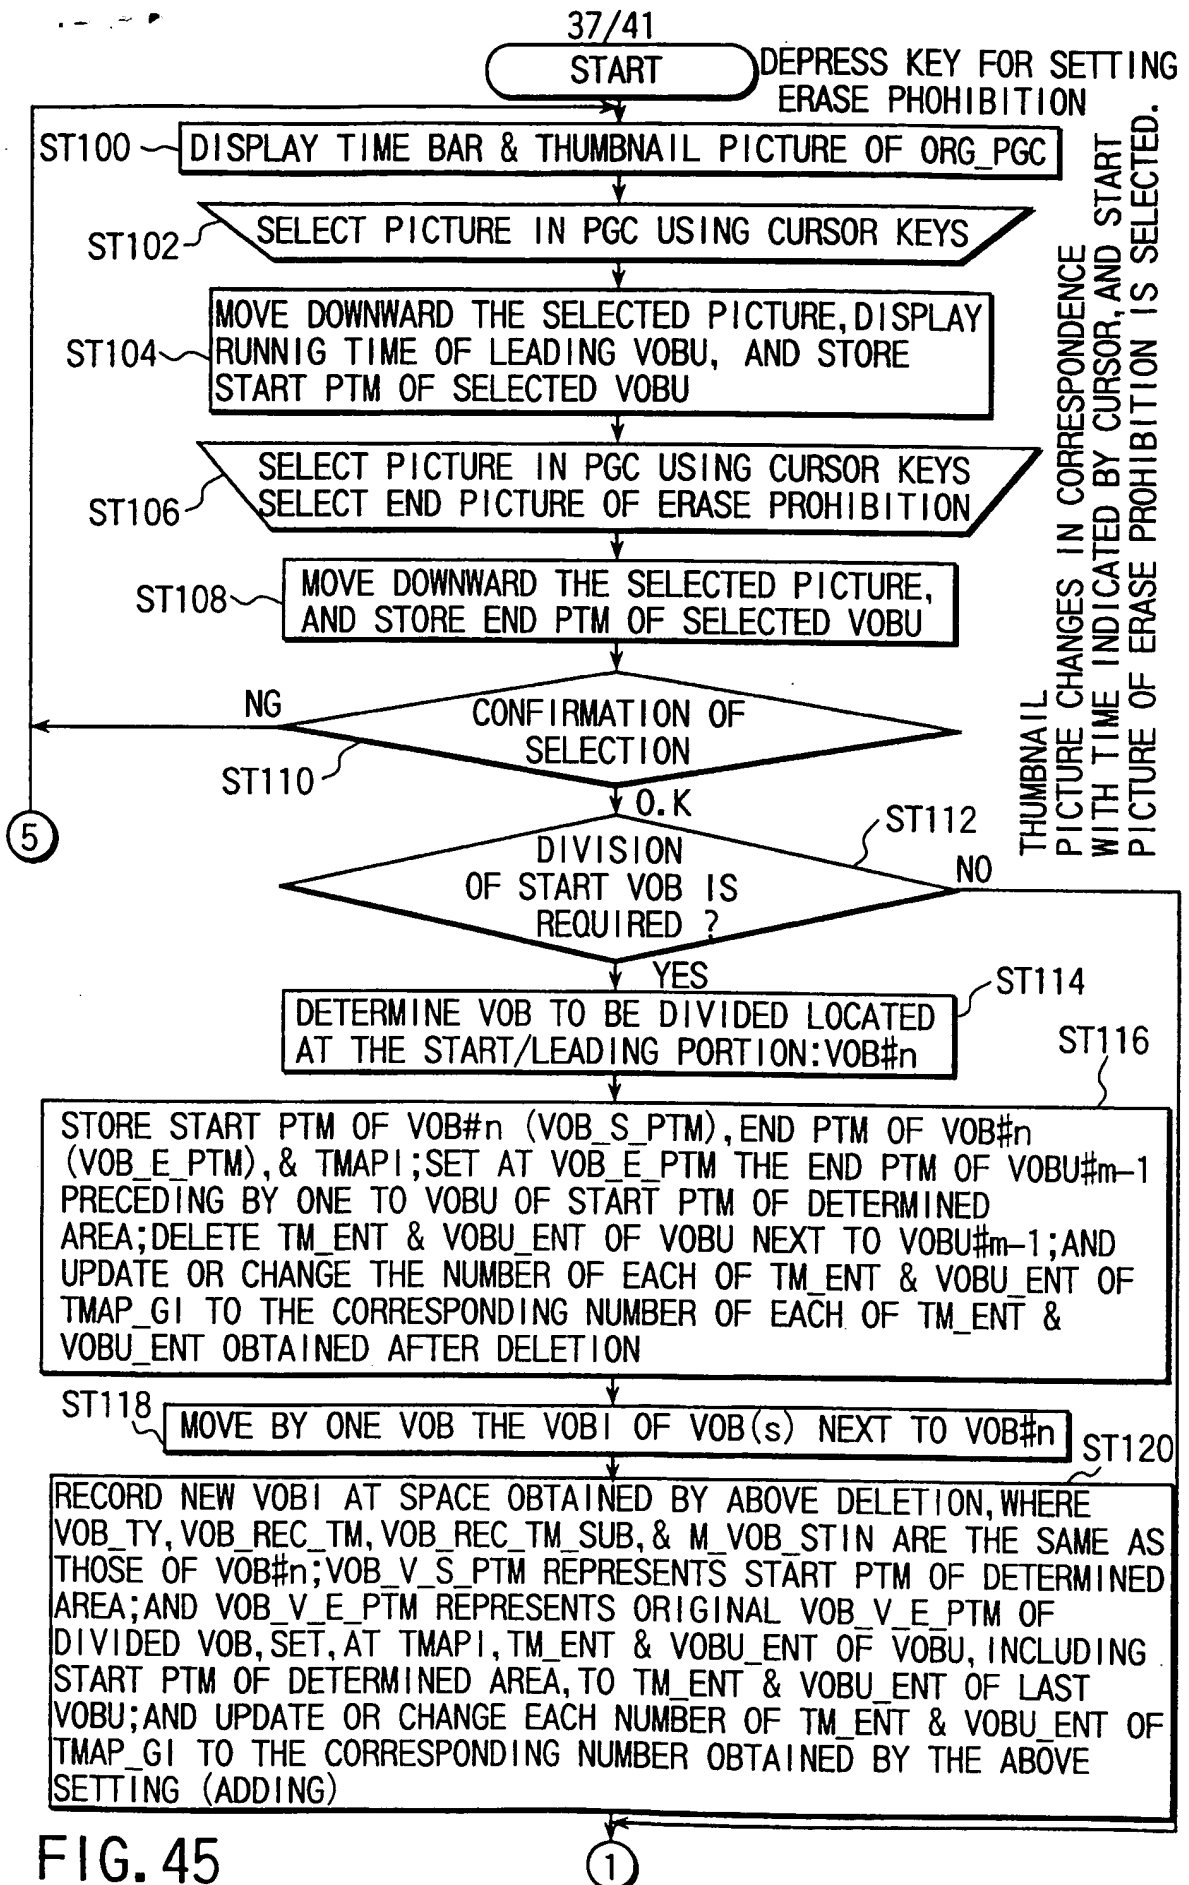 37/41
START
DEPRESS KEY FOR SETTING
ERASE PHOHIBITION
ST100
DISPLAY TIME BAR & THUMBNAIL PICTURE OF ORG_PGC
ST102
SELECT PICTURE IN PGC USING CURSOR KEYS
ST104
MOVE DOWNWARD THE SELECTED PICTURE, DISPLAY
RUNNIG TIME OF LEADING VOBU, AND STORE
START PTM OF SELECTED VOBU
ST106
SELECT PICTURE IN PGC USING CURSOR KEYS
SELECT END PICTURE OF ERASE PROHIBITION
ST108
MOVE DOWNWARD THE SELECTED PICTURE,
AND STORE END PTM OF SELECTED VOBU
THUMBNAIL
PICTURE CHANGES IN CORRESPONDENCE
WITH TIME INDICATED BY CURSOR, AND START
PICTURE OF ERASE PROHIBITION IS SELECTED.
NG
CONFIRMATION OF
SELECTION
ST110
O.K
5
ST112
DIVISION
OF START VOB IS
REQUIRED ?
NO
YES
ST114
DETERMINE VOB TO BE DIVIDED LOCATED
AT THE START/LEADING PORTION:VOB#n
ST116
STORE START PTM OF VOB#n (VOB_S_PTM), END PTM OF VOB#n
(VOB_E_PTM), & TMAPI;SET AT VOB_E_PTM THE END PTM OF VOBU#m-1
PRECEDING BY ONE TO VOBU OF START PTM OF DETERMINED
AREA;DELETE TM_ENT & VOBU_ENT OF VOBU NEXT TO VOBU#m-1;AND
UPDATE OR CHANGE THE NUMBER OF EACH OF TM_ENT & VOBU_ENT OF
TMAP_GI TO THE CORRESPONDING NUMBER OF EACH OF TM_ENT &
VOBU_ENT OBTAINED AFTER DELETION
ST118
MOVE BY ONE VOB THE VOBI OF VOB(s) NEXT TO VOB#n
ST120
RECORD NEW VOBI AT SPACE OBTAINED BY ABOVE DELETION, WHERE
VOB_TY, VOB_REC_TM, VOB_REC_TM_SUB, & M_VOB_STIN ARE THE SAME AS
THOSE OF VOB#n;VOB_V_S_PTM REPRESENTS START PTM OF DETERMINED
AREA;AND VOB_V_E_PTM REPRESENTS ORIGINAL VOB_V_E_PTM OF
DIVIDED VOB, SET, AT TMAPI, TM_ENT & VOBU_ENT OF VOBU, INCLUDING
START PTM OF DETERMINED AREA, TO TM_ENT & VOBU_ENT OF LAST
VOBU;AND UPDATE OR CHANGE EACH NUMBER OF TM_ENT & VOBU_ENT OF
TMAP_GI TO THE CORRESPONDING NUMBER OBTAINED BY THE ABOVE
SETTING (ADDING)
FIG. 45
1